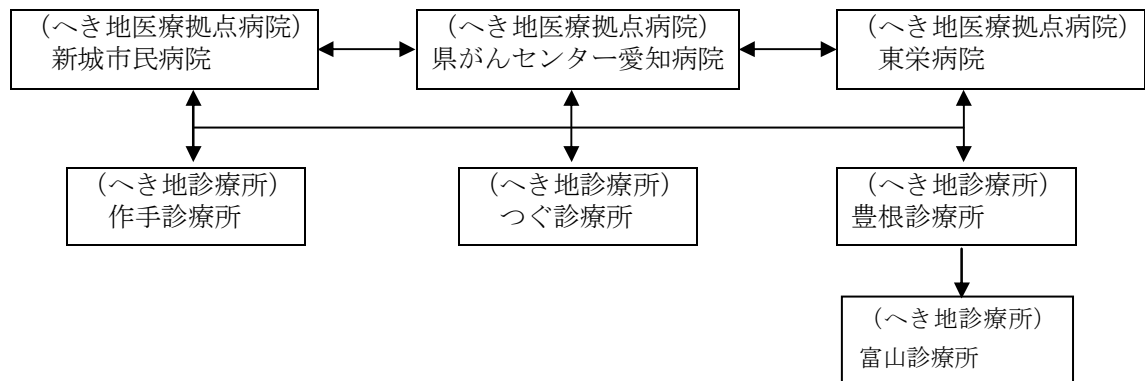 (へき地医療拠点病院)
新城市民病院
(へき地医療拠点病院)
県がんセンター愛知病院
(へき地医療拠点病院)
東栄病院
(へき地診療所)
作手診療所
(へき地診療所)
つぐ診療所
(へき地診療所)
豊根診療所
(へき地診療所)
富山診療所